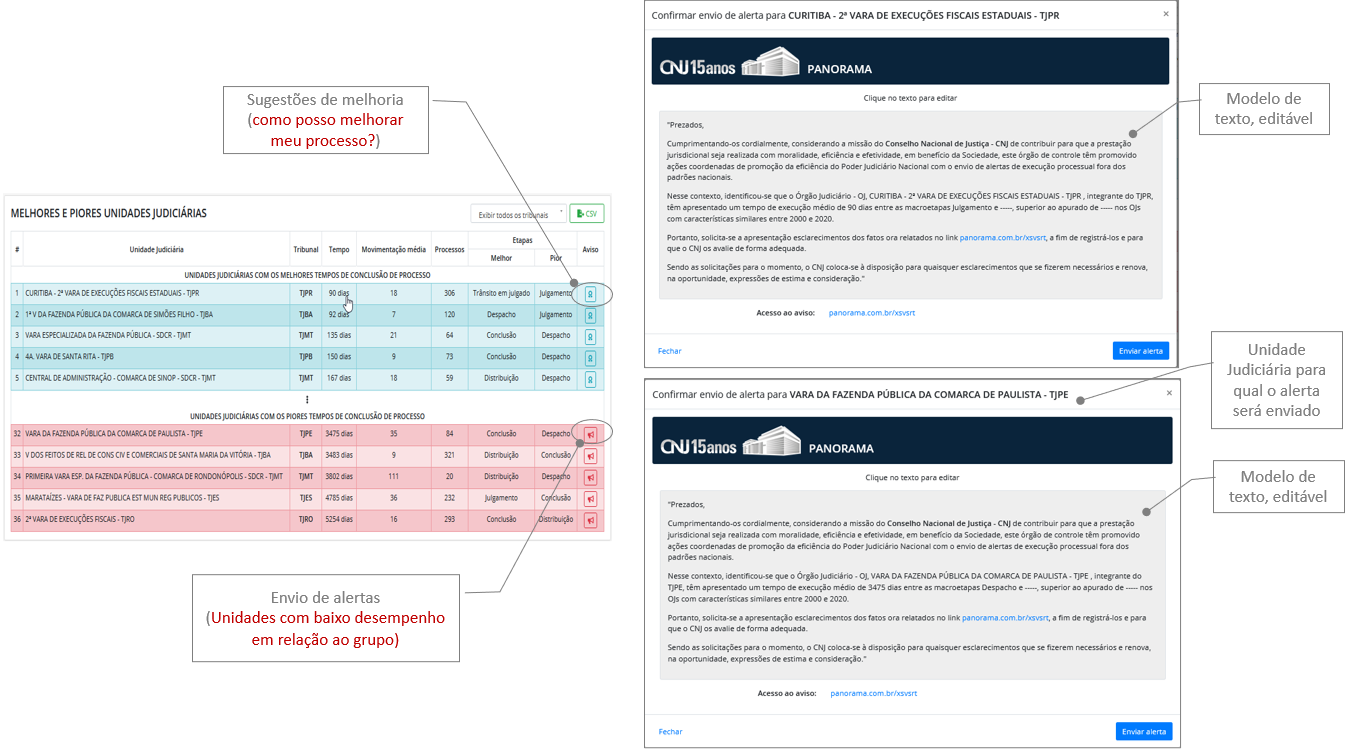 Sugestões de melhoria
(como posso melhorar
meu processo?)
MELHORES E PIORES UNIDADES JUDICIÁRIAS
Exibir todos os tribunais
CSV
# Unidade Judiciária Tribunal Tempo Movimentação média Processos Etapas Aviso
Melhor Pior
UNIDADES JUDICIÁRIAS COM OS MELHORES TEMPOS DE CONCLUSÃO DE PROCESSO
1 CURITIBA - 2ª VARA DE EXECUÇÕES FISCAIS ESTADUAIS - TJPR TJPR 90 dias 18 306 Trânsito em julgado Julgamento
2 1ª V DA FAZENDA PÚBLICA DA COMARCA DE SIMÕES FILHO - TJBA TJBA 92 dias 7 120 Despacho Julgamento
3 VARA ESPECIALIZADA DA FAZENDA PÚBLICA - SDCR - TJMT TJMT 135 dias 21 64 Conclusão Despacho
4 4A. VARA DE SANTA RITA - TJPB TJPB 150 dias 9 73 Conclusão Despacho
5 CENTRAL DE ADMINISTRAÇÃO - COMARCA DE SINOP - SDCR - TJMT TJMT 167 dias 18 59 Distribuição Despacho
UNIDADES JUDICIÁRIAS COM OS PIORES TEMPOS DE CONCLUSÃO DE PROCESSO
32 VARA DA FAZENDA PÚBLICA DA COMARCA DE PAULISTA - TJPE TJPE 3475 dias 35 84 Conclusão Despacho
33 V DOS FEITOS DE REL DE CONS CIV E COMERCIAIS DE SANTA MARIA DA VITÓRIA - TJBA TJBA 3483 dias 9 321 Distribuição Conclusão
34 PRIMEIRA VARA ESP. DA FAZENDA PÚBLICA - COMARCA DE RONDONÓPOLIS - SDCR - TJMT TJMT 3802 dias 111 20 Distribuição Despacho
35 MARATAÍZES - VARA DE FAZ PUBLICA EST MUN REG PUBLICOS - TJES TJES 4785 dias 36 232 Julgamento Conclusão
36 2ª VARA DE EXECUÇÕES FISCAIS - TJRO TJRO 5254 dias 16 293 Conclusão Distribuição
Envio de alertas
(Unidades com baixo desempenho
em relação ao grupo)
Confirmar envio de alerta para CURITIBA - 2ª VARA DE EXECUÇÕES FISCAIS ESTADUAIS - TJPR ×
CNJ 15anos PANORAMA
Clique no texto para editar
"Prezados,
Cumprimentando-os cordialmente, considerando a missão do Conselho Nacional de Justiça - CNJ de contribuir para que a prestação
jurisdicional seja realizada com moralidade, eficiência e efetividade, em benefício da Sociedade, este órgão de controle têm promovido
ações coordenadas de promoção da eficiência do Poder Judiciário Nacional com o envio de alertas de execução processual fora dos
padrões nacionais.
Nesse contexto, identificou-se que o Órgão Judiciário - OJ, CURITIBA - 2ª VARA DE EXECUÇÕES FISCAIS ESTADUAIS - TJPR , integrante do TJPR,
têm apresentado um tempo de execução médio de 90 dias entre as macroetapas Julgamento e -----, superior ao apurado de ----- nos OJs
com características similares entre 2000 e 2020.
Portanto, solicita-se a apresentação esclarecimentos dos fatos ora relatados no link panorama.com.br/xsvsrt, a fim de registrá-los e para
que o CNJ os avalie de forma adequada.
Sendo as solicitações para o momento, o CNJ coloca-se à disposição para quaisquer esclarecimentos que se fizerem necessários e renova,
na oportunidade, expressões de estima e consideração."
Acesso ao aviso: panorama.com.br/xsvsrt
Fechar Enviar alerta
Modelo de
texto, editável
Confirmar envio de alerta para VARA DA FAZENDA PÚBLICA DA COMARCA DE PAULISTA - TJPE ×
CNJ 15anos PANORAMA
Clique no texto para editar
"Prezados,
Cumprimentando-os cordialmente, considerando a missão do Conselho Nacional de Justiça - CNJ de contribuir para que a prestação
jurisdicional seja realizada com moralidade, eficiência e efetividade, em benefício da Sociedade, este órgão de controle têm promovido
ações coordenadas de promoção da eficiência do Poder Judiciário Nacional com o envio de alertas de execução processual fora dos
padrões nacionais.
Nesse contexto, identificou-se que o Órgão Judiciário - OJ, VARA DA FAZENDA PÚBLICA DA COMARCA DE PAULISTA - TJPE , integrante do
TJPE, têm apresentado um tempo de execução médio de 3475 dias entre as macroetapas Despacho e -----, superior ao apurado de ----- nos
OJs com características similares entre 2000 e 2020.
Portanto, solicita-se a apresentação esclarecimentos dos fatos ora relatados no link panorama.com.br/xsvsrt, a fim de registrá-los e para
que o CNJ os avalie de forma adequada.
Sendo as solicitações para o momento, o CNJ coloca-se à disposição para quaisquer esclarecimentos que se fizerem necessários e renova,
na oportunidade, expressões de estima e consideração."
Acesso ao aviso: panorama.com.br/xsvsrt
Fechar Enviar alerta
Unidade
Judiciária para
qual o alerta
será enviado
Modelo de
texto, editável